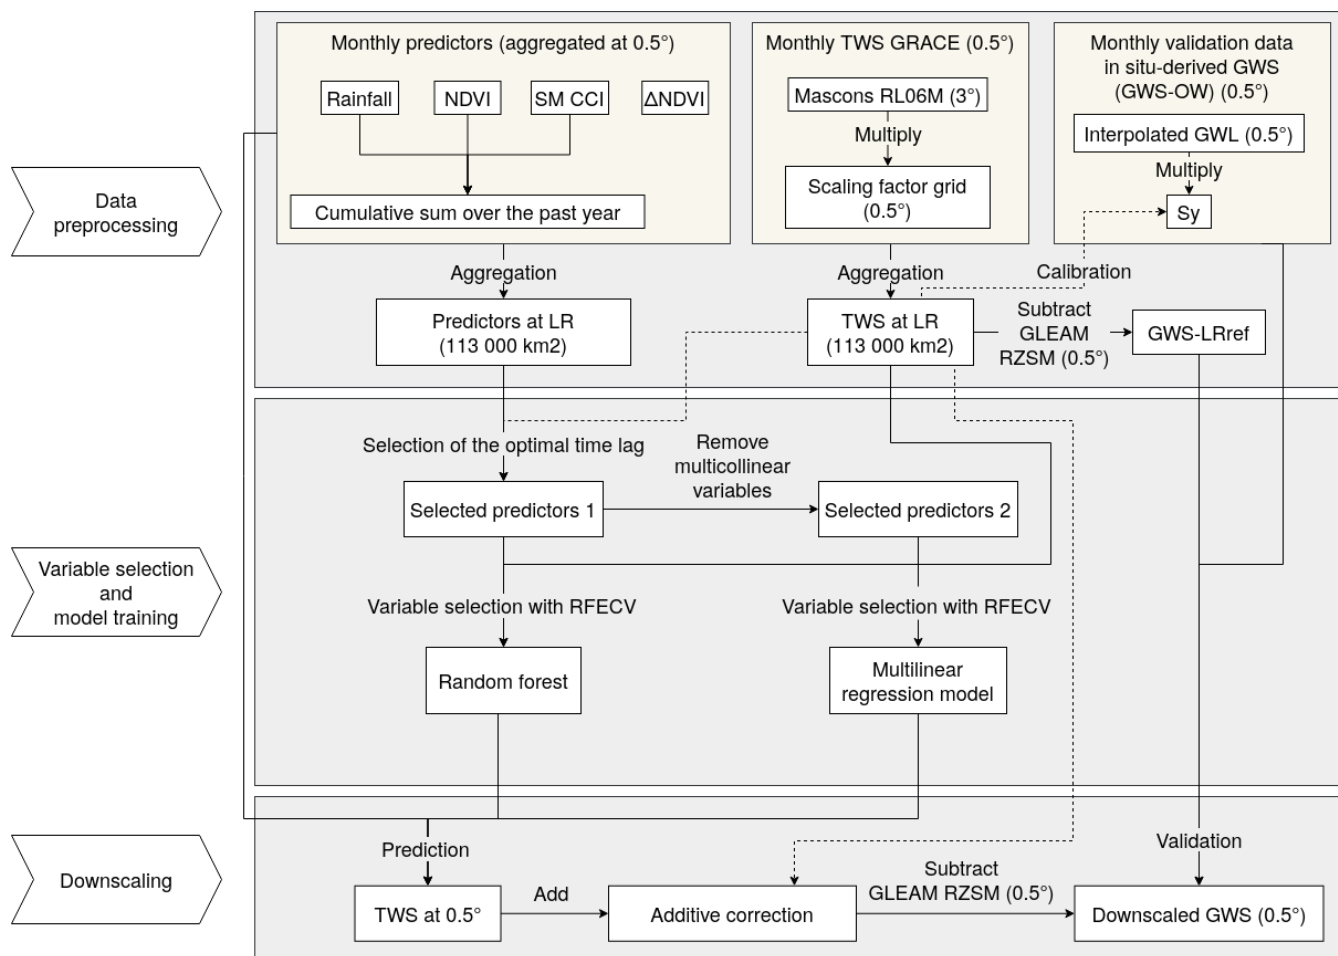 Monthly predictors (aggregated at 0.5°)
Rainfall
NDVI
SM CCI
ΔNDVI
Cumulative sum over the past year
Monthly TWS GRACE (0.5°)
Mascons RL06M (3°)
Multiply
Scaling factor grid
(0.5°)
Monthly validation data
in situ-derived GWS
(GWS-OW) (0.5°)
Interpolated GWL (0.5°)
Multiply
Sy
Data
preprocessing
Aggregation
Aggregation
Calibration
Predictors at LR
(113 000 km2)
TWS at LR
(113 000 km2)
Subtract
GLEAM
RZSM (0.5°)
GWS-LRref
Selection of the optimal time lag
Remove
multicollinear
variables
Selected predictors 1
Selected predictors 2
Variable selection
and
model training
Variable selection with RFECV
Variable selection with RFECV
Random forest
Multilinear
regression model
Downscaling
Prediction
TWS at 0.5°
Add
Additive correction
Subtract
GLEAM RZSM (0.5°)
Validation
Downscaled GWS (0.5°)